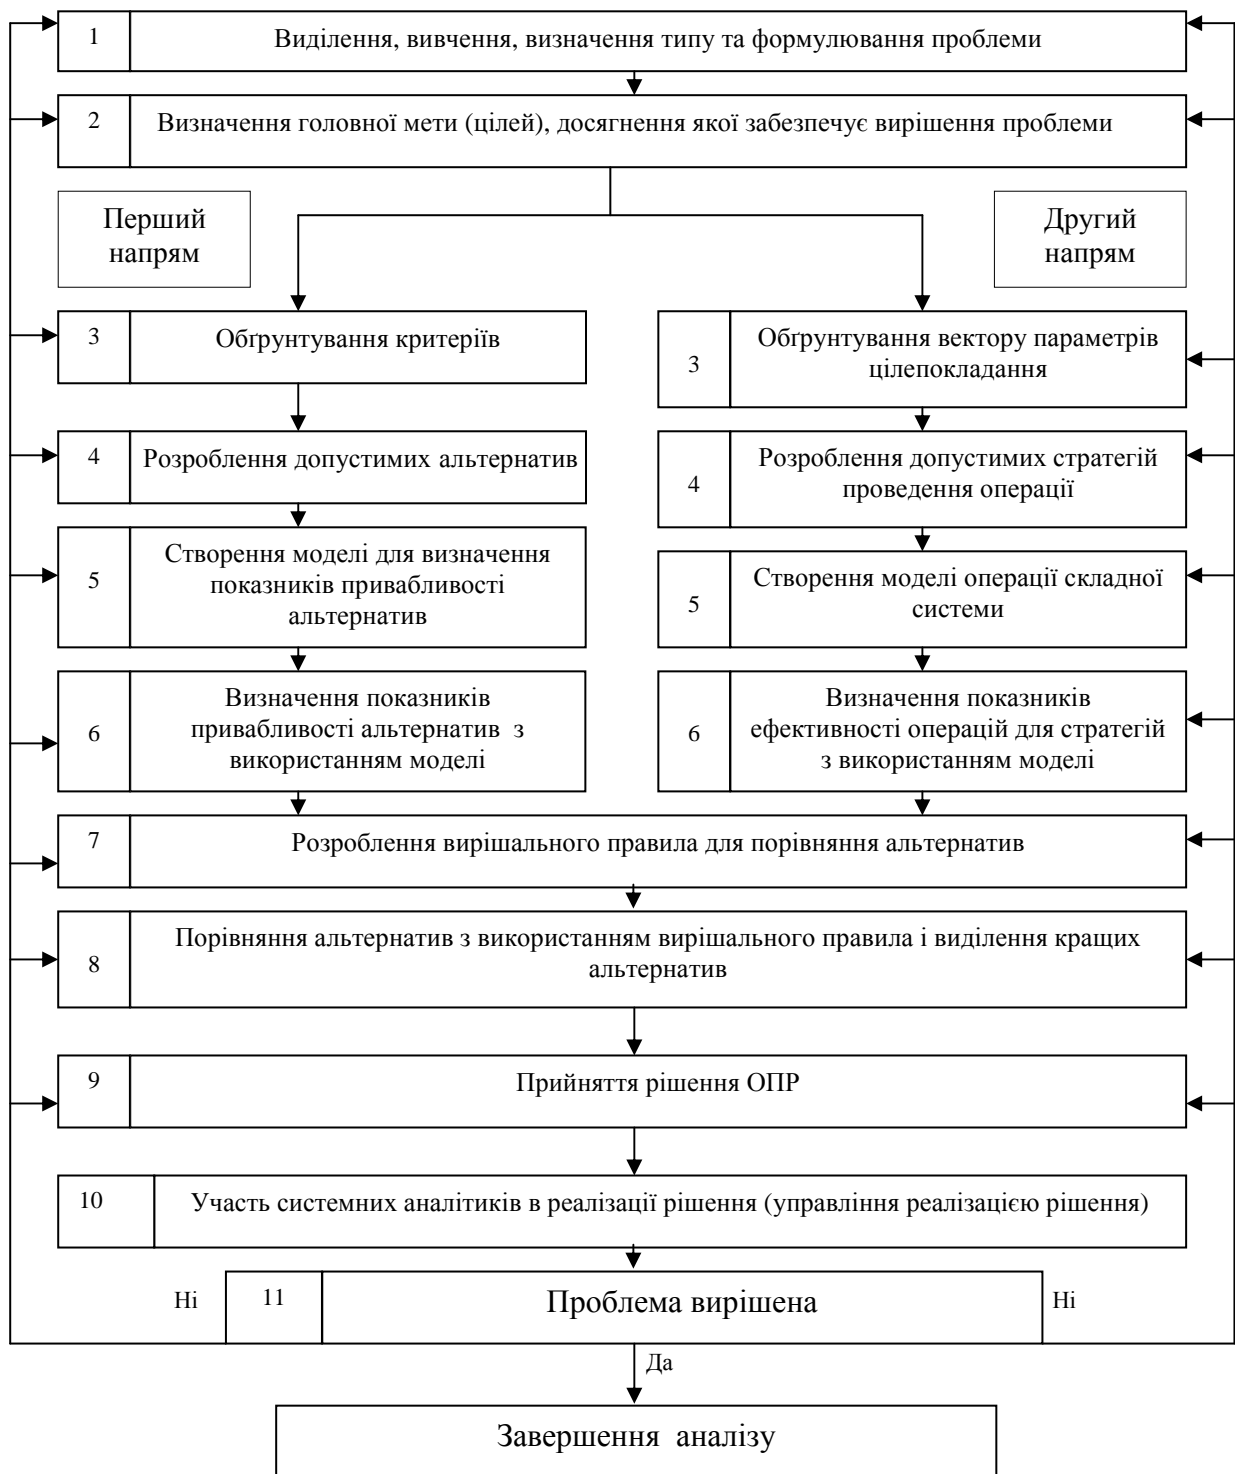 1
Виділення, вивчення, визначення типу та формулювання проблеми
2
Визначення головної мети (цілей), досягнення якої забезпечує вирішення проблеми
Перший
напрям
Другий
напрям
3
Обґрунтування критеріїв
3
Обґрунтування вектору параметрів
цілепокладання
4
Розроблення допустимих альтернатив
4
Розроблення допустимих стратегій
проведення операції
5
Створення моделі для визначення
показників привабливості
альтернатив
5
Створення моделі операції складної
системи
6
Визначення показників
привабливості альтернатив з
використанням моделі
6
Визначення показників
ефективності операцій для стратегій
з використанням моделі
7
Розроблення вирішального правила для порівняння альтернатив
8
Порівняння альтернатив з використанням вирішального правила і виділення кращих
альтернатив
9
Прийняття рішення ОПР
10
Участь системних аналітиків в реалізації рішення (управління реалізацією рішення)
Ні
11
Проблема вирішена
Ні
Да
Завершення аналізу